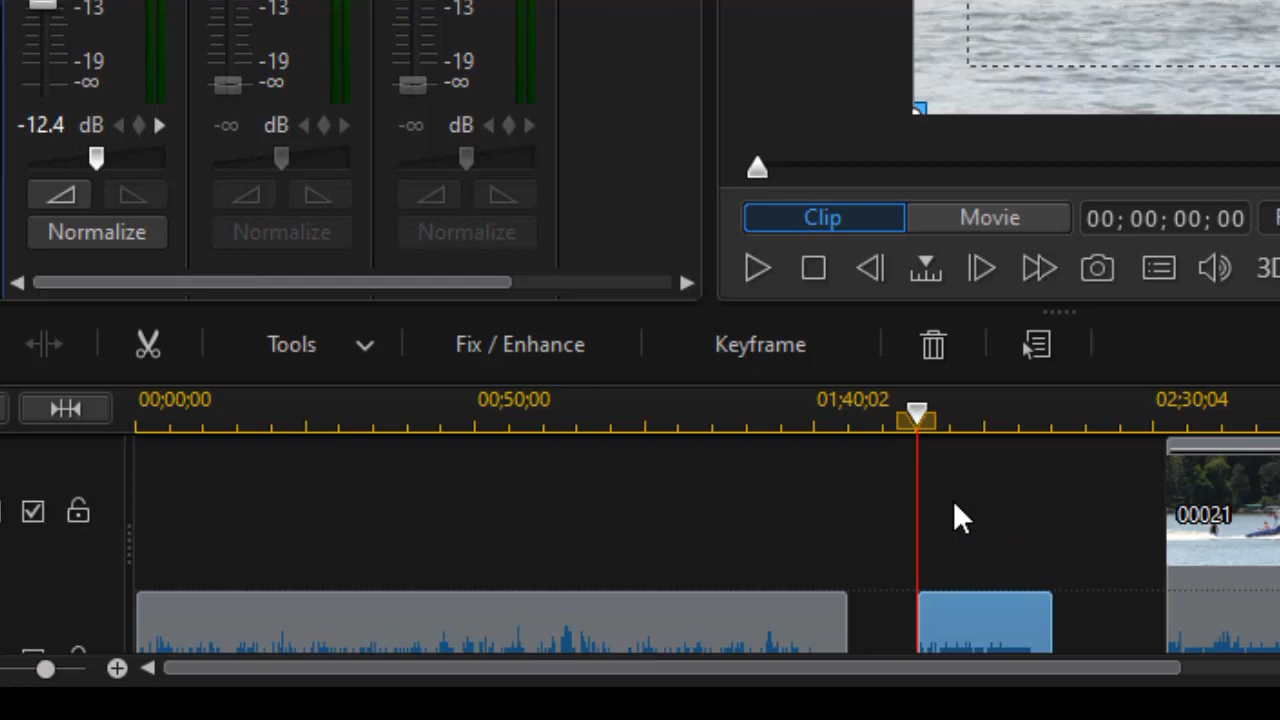 -13 -13 -13
-19 -19 -19
-∞ -∞ -∞
-12.4 dB -∞ dB -∞ dB
Normalize Normalize Normalize
Clip Movie 00; 00; 00; 00
3D
Tools Fix / Enhance Keyframe
00;00;00 00;50;00 01;40;02 02;30;04
00021